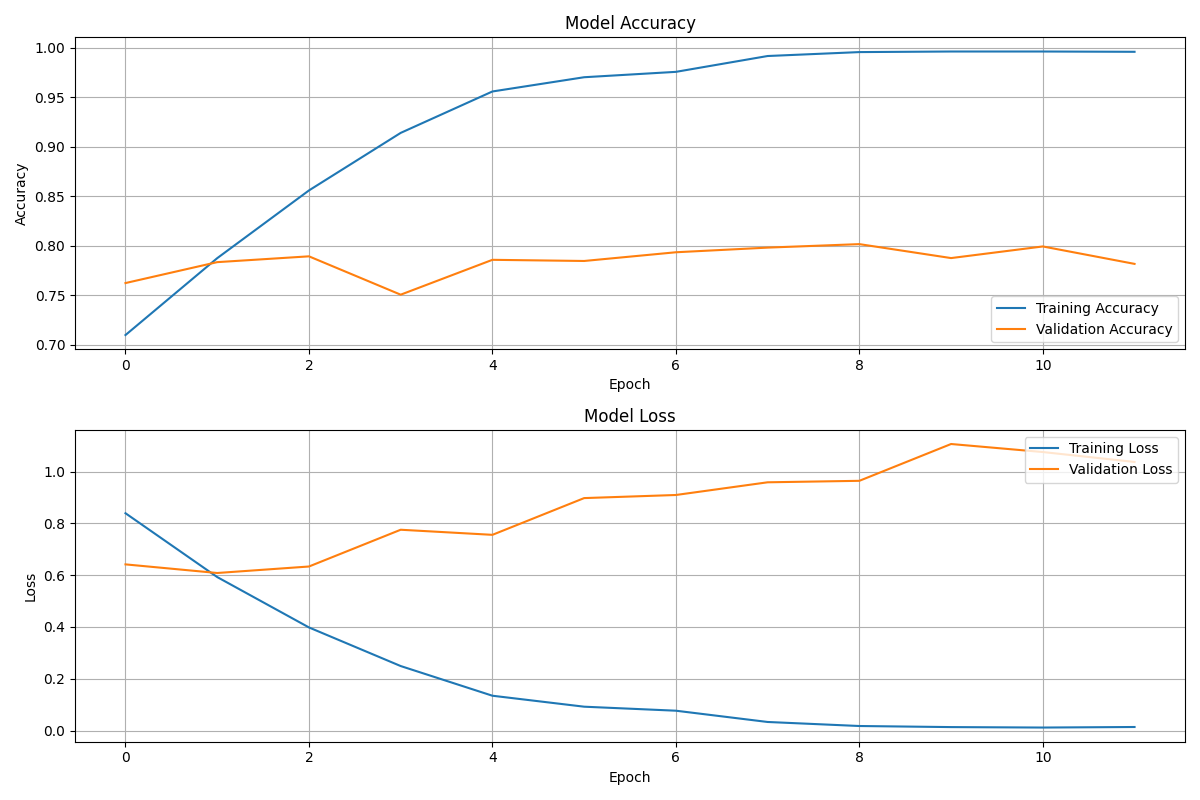 Model Accuracy
1.00
0.95
0.90
0.85
0.80
0.75
0.70
Accuracy
Training Accuracy
Validation Accuracy
0 2 4 6 8 10
Epoch
Model Loss
1.0
0.8
0.6
0.4
0.2
0.0
Loss
Training Loss
Validation Loss
0 2 4 6 8 10
Epoch